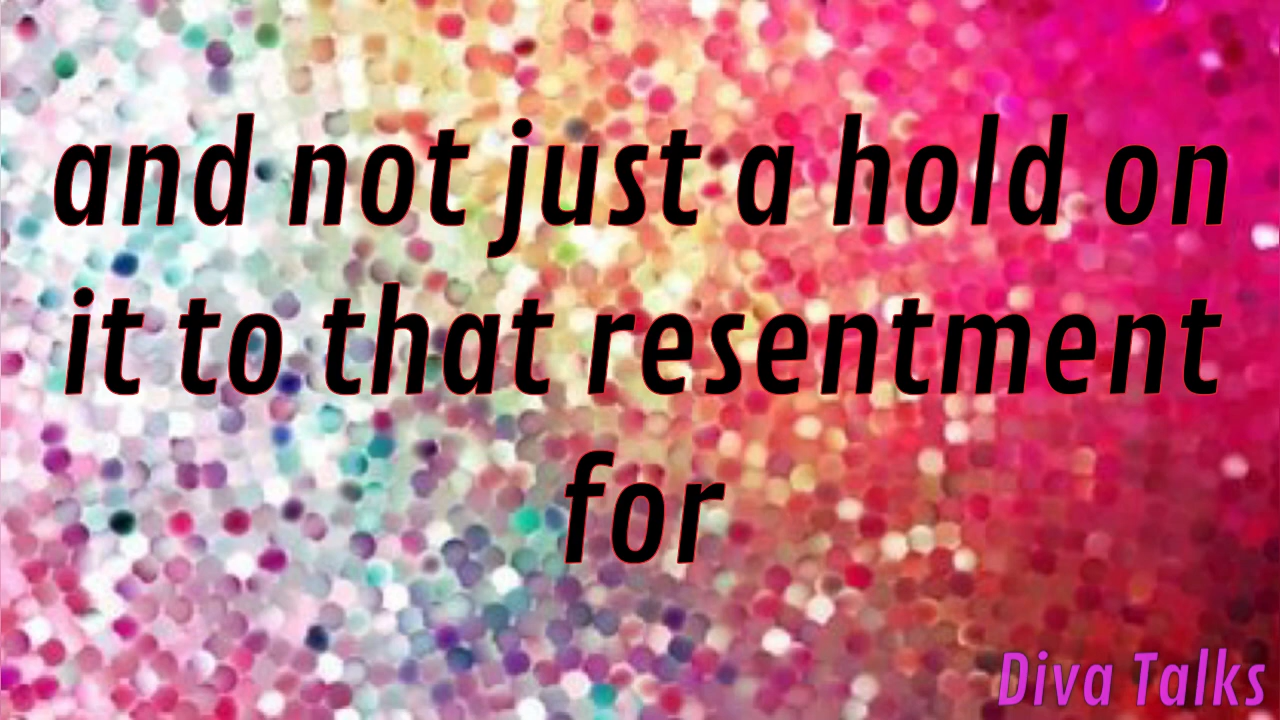 and not just a hold on
it to that resentment
for
Diva Talks